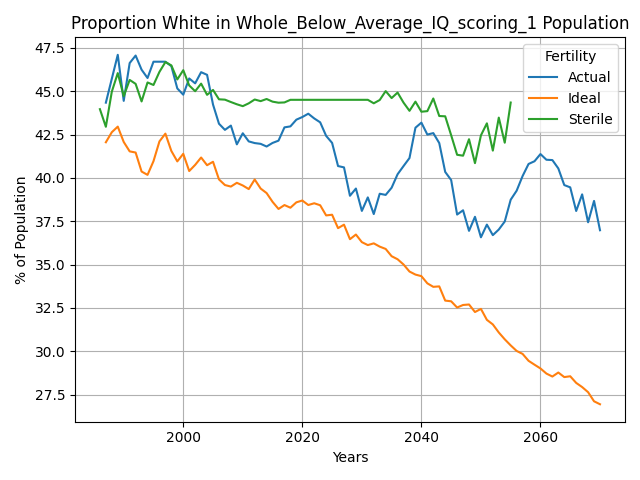 Proportion White in Whole_Below_Average_IQ_scoring_1 Population
% of Population
47.5
45.0
42.5
40.0
37.5
35.0
32.5
30.0
27.5
Fertility
Actual
Ideal
Sterile
2000
2020
2040
2060
Years